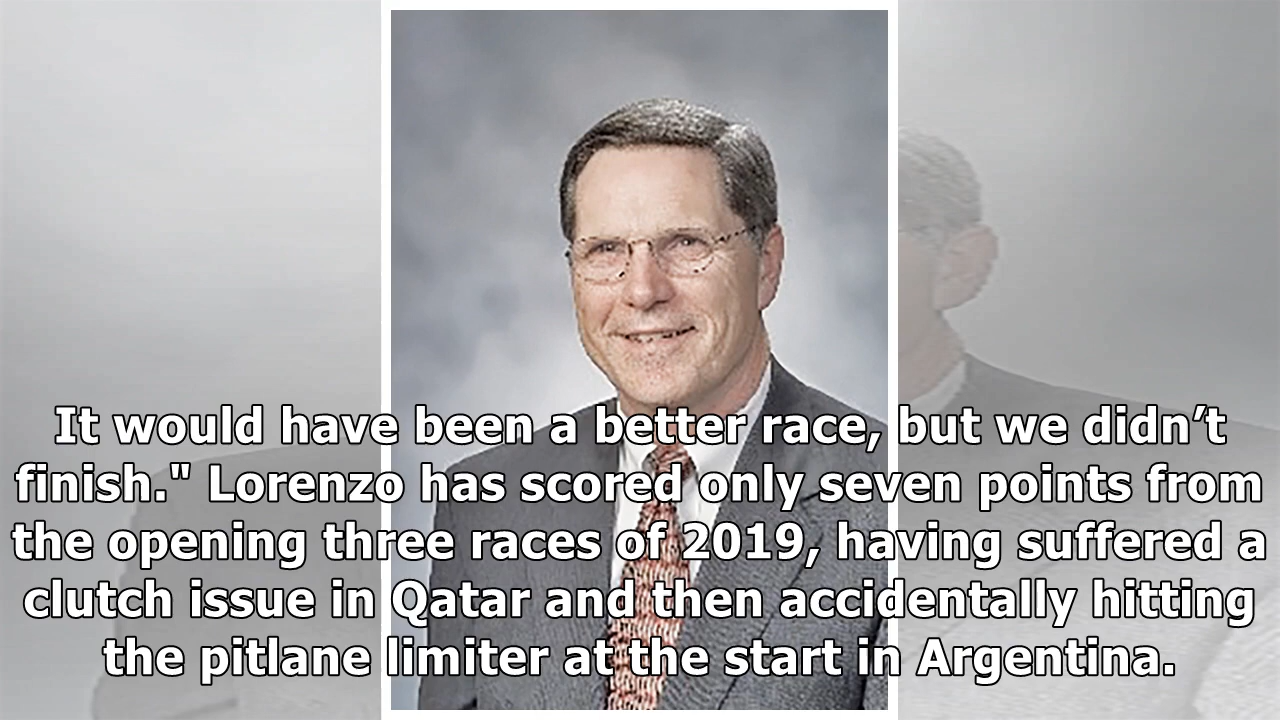 It would have been a better race, but we didn’t
finish." Lorenzo has scored only seven points from
the opening three races of 2019, having suffered a
clutch issue in Qatar and then accidentally hitting
the pitlane limiter at the start in Argentina.